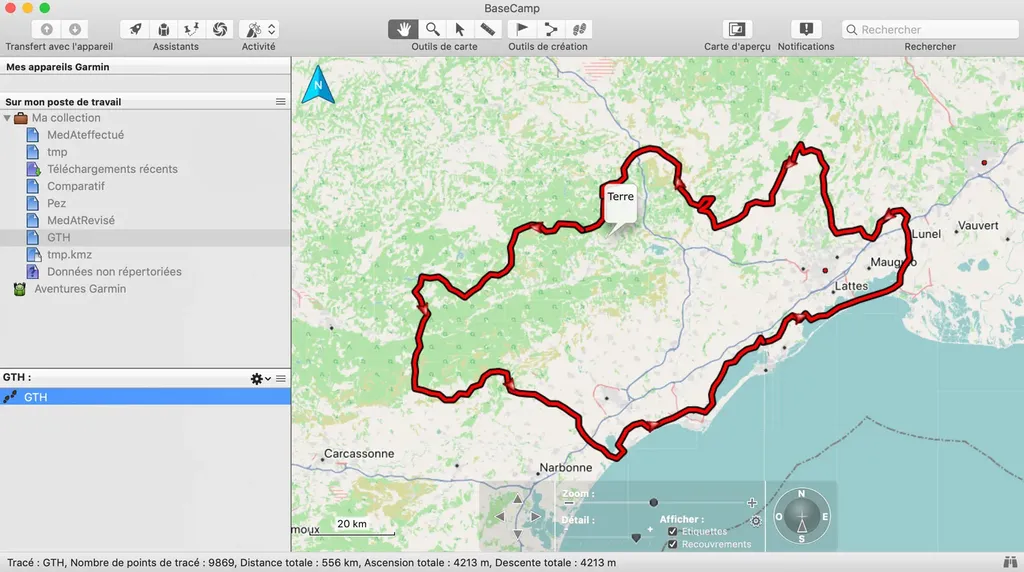 BaseCamp
Transfert avec l'appareil
Assistants
Activité
Outils de carte
Outils de création
Carte d'aperçu
Notifications
Rechercher
Rechercher
Mes appareils Garmin
Sur mon poste de travail
Ma collection
MedAteffectué
tmp
Téléchargements récents
Comparatif
Pez
MedAtRevisé
GTH
tmp.kmz
Données non répertoriées
Aventures Garmin
GTH :
GTH
N
Terre
Lunel
Vauvert
Mauguio
Lattes
Carcassonne
Narbonne
moux
20 km
Zoom :
Détail :
Afficher :
Etiquettes
Recouvrements
N
O
E
S
Tracé : GTH, Nombre de points de tracé : 9869, Distance totale : 556 km, Ascension totale : 4213 m, Descente totale : 4213 m